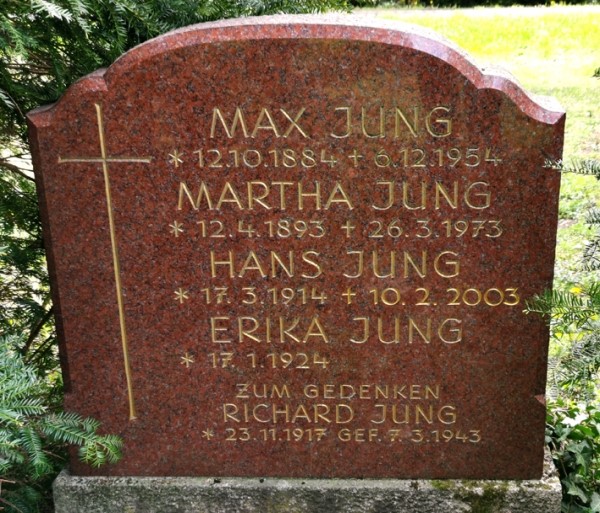 MAX JUNG
* 12.10.1884 + 6.12.1954
MARTHA JUNG
* 12.4.1893 + 26.3.1973
HANS JUNG
* 17.3.1914 + 10.2.2003
ERIKA JUNG
* 17.1.1924
ZUM GEDENKEN
RICHARD JUNG
* 23.11.1917 GEF. 7.3.1943